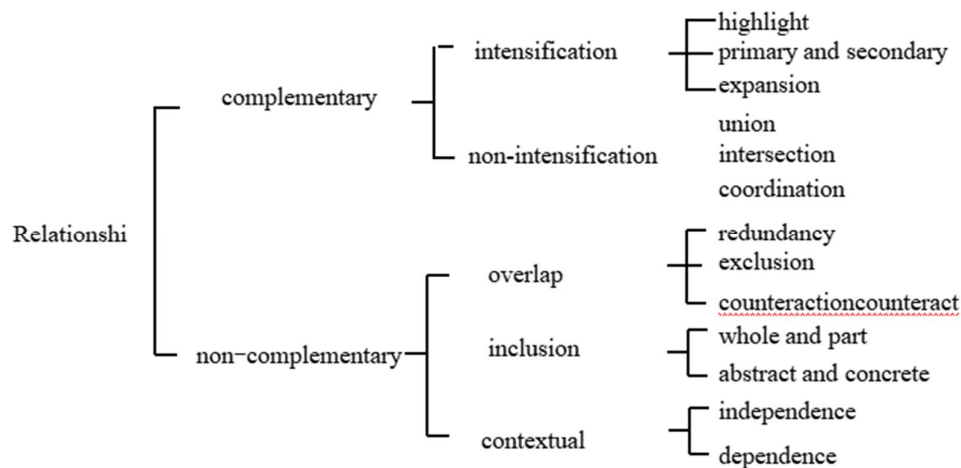 Relationshi
complementary
intensification
highlight
primary and secondary
expansion
non-intensification
union
intersection
coordination
non-complementary
overlap
redundancy
exclusion
counteractioncounteract
inclusion
whole and part
abstract and concrete
contextual
independence
dependence